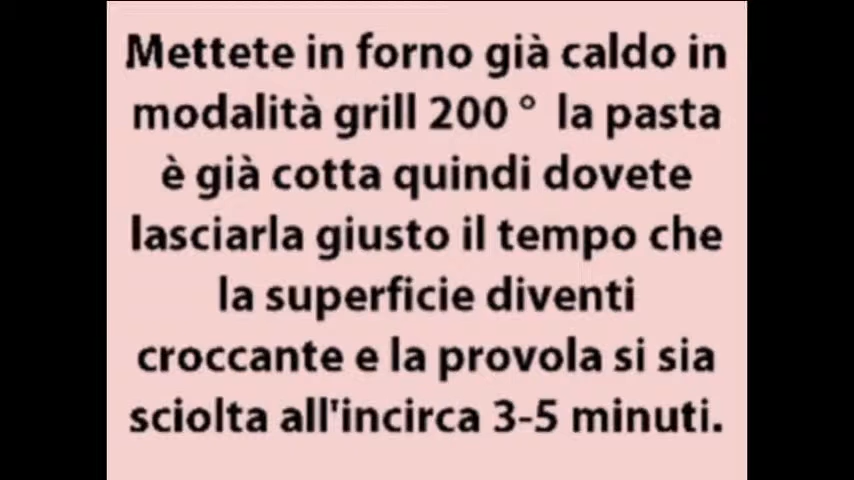 Mettete in forno già caldo in
modalità grill 200 ° la pasta
è già cotta quindi dovete
lasciarla giusto il tempo che
la superficie diventi
croccante e la provola si sia
sciolta all'incirca 3-5 minuti.